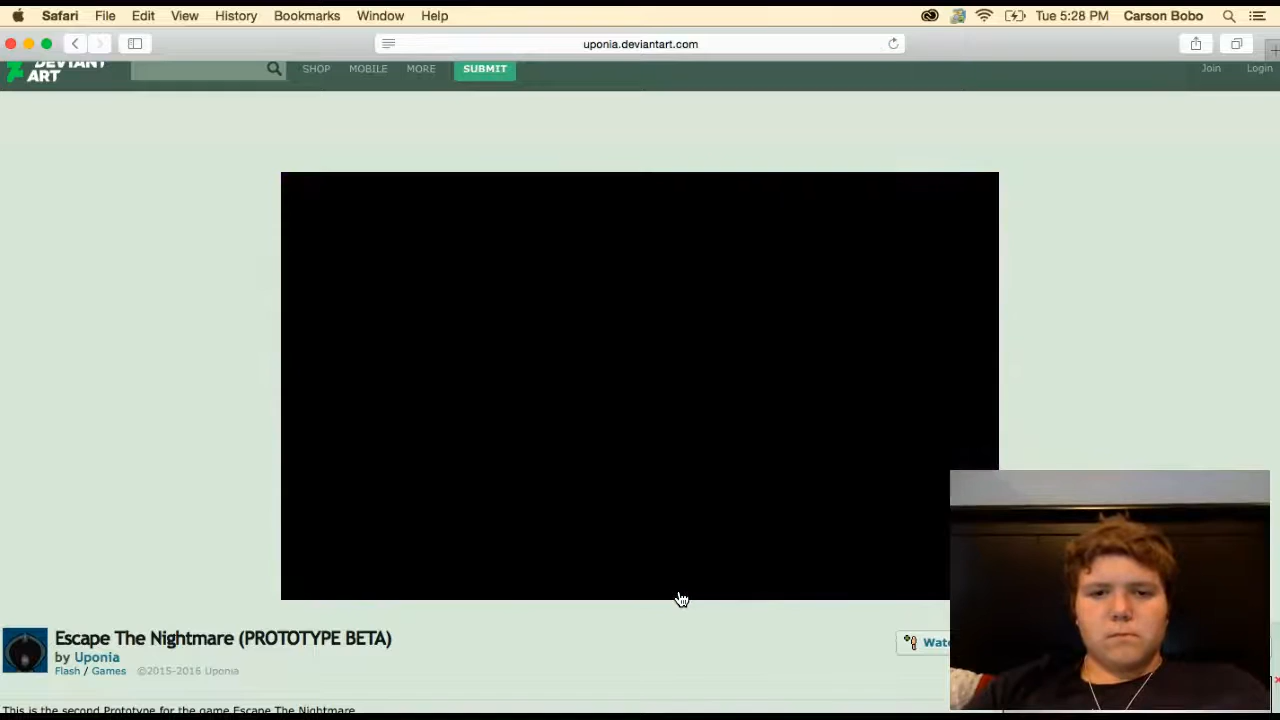 Safari File Edit View History Bookmarks Window Help Tue 5:28 PM Carson Bobo
uponia.deviantart.com
DEVIANT
ART
SHOP MOBILE MORE SUBMIT Join Login
Escape The Nightmare (PROTOTYPE BETA)
by Uponia
Flash / Games ©2015-2016 Uponia
This is the second Prototype for the game Escape The Nightmare